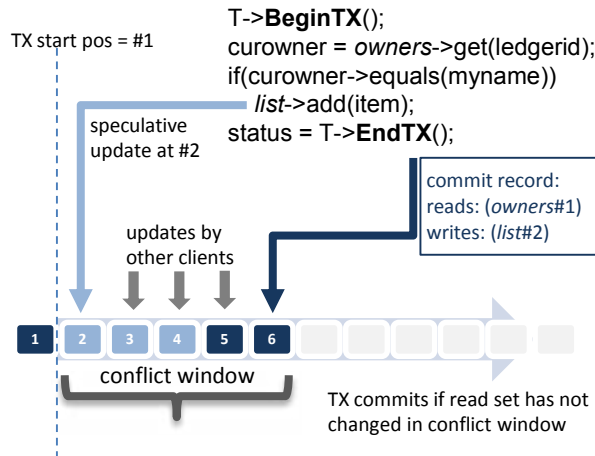 T->BeginTX();
TX start pos = #1
curowner = owners->get(ledgerid);
if(curowner->equals(myname))
list->add(item);
status = T->EndTX();
speculative
update at #2
commit record:
reads: (owners#1)
writes: (list#2)
updates by
other clients
1 2 3 4 5 6
conflict window
TX commits if read set has not
changed in conflict window